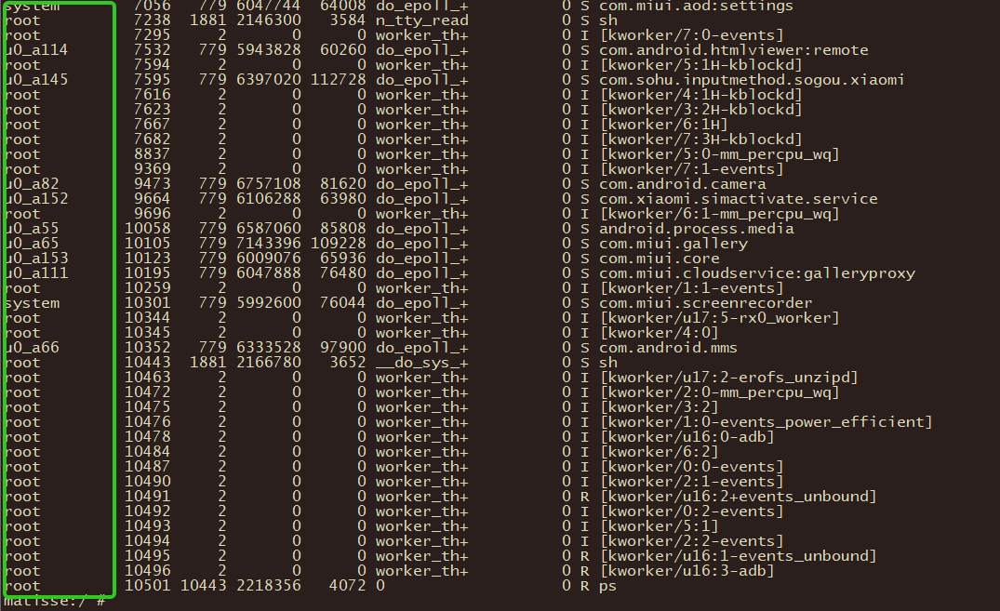 system 7056 779 6047744 64008 do_epoll_+ 0 S com.miui.aod:settings
root 7238 1881 2146300 3584 n_tty_read 0 S sh
root 7295 2 0 0 worker_th+ 0 I [kworker/7:0-events]
u0_a114 7532 779 5943828 60260 do_epoll_+ 0 S com.android.htmlviewer:remote
root 7594 2 0 0 worker_th+ 0 I [kworker/5:1H-kblockd]
u0_a145 7595 779 6397020 112728 do_epoll_+ 0 S com.sohu.inputmethod.sogou.xiaomi
root 7616 2 0 0 worker_th+ 0 I [kworker/4:1H-kblockd]
root 7623 2 0 0 worker_th+ 0 I [kworker/3:2H-kblockd]
root 7667 2 0 0 worker_th+ 0 I [kworker/6:1H]
root 7682 2 0 0 worker_th+ 0 I [kworker/7:3H-kblockd]
root 8837 2 0 0 worker_th+ 0 I [kworker/5:0-mm_percpu_wq]
root 9369 2 0 0 worker_th+ 0 I [kworker/7:1-events]
u0_a82 9473 779 6757108 81620 do_epoll_+ 0 S com.android.camera
u0_a152 9664 779 6106288 63980 do_epoll_+ 0 S com.xiaomi.simactivate.service
root 9696 2 0 0 worker_th+ 0 I [kworker/6:1-mm_percpu_wq]
u0_a55 10058 779 6587060 85808 do_epoll_+ 0 S android.process.media
u0_a65 10105 779 7143396 109228 do_epoll_+ 0 S com.miui.gallery
u0_a153 10123 779 6009076 65936 do_epoll_+ 0 S com.miui.core
u0_a111 10195 779 6047888 76480 do_epoll_+ 0 S com.miui.cloudservice:galleryproxy
root 10259 2 0 0 worker_th+ 0 I [kworker/1:1-events]
system 10301 779 5992600 76044 do_epoll_+ 0 S com.miui.screenrecorder
root 10344 2 0 0 worker_th+ 0 I [kworker/u17:5-rx0_worker]
root 10345 2 0 0 worker_th+ 0 I [kworker/4:0]
u0_a66 10352 779 6333528 97900 do_epoll_+ 0 S com.android.mms
root 10443 1881 2166780 3652 __do_sys_+ 0 S sh
root 10463 2 0 0 worker_th+ 0 I [kworker/u17:2-erofs_unzipd]
root 10472 2 0 0 worker_th+ 0 I [kworker/2:0-mm_percpu_wq]
root 10475 2 0 0 worker_th+ 0 I [kworker/3:2]
root 10476 2 0 0 worker_th+ 0 I [kworker/1:0-events_power_efficient]
root 10478 2 0 0 worker_th+ 0 I [kworker/u16:0-adb]
root 10484 2 0 0 worker_th+ 0 I [kworker/6:2]
root 10487 2 0 0 worker_th+ 0 I [kworker/0:0-events]
root 10490 2 0 0 worker_th+ 0 I [kworker/2:1-events]
root 10491 2 0 0 worker_th+ 0 R [kworker/u16:2+events_unbound]
root 10492 2 0 0 worker_th+ 0 I [kworker/0:2-events]
root 10493 2 0 0 worker_th+ 0 I [kworker/5:1]
root 10494 2 0 0 worker_th+ 0 I [kworker/2:2-events]
root 10495 2 0 0 worker_th+ 0 R [kworker/u16:1-events_unbound]
root 10496 2 0 0 worker_th+ 0 R [kworker/u16:3-adb]
root 10501 10443 2218356 4072 0 0 R ps
matisse:/ #